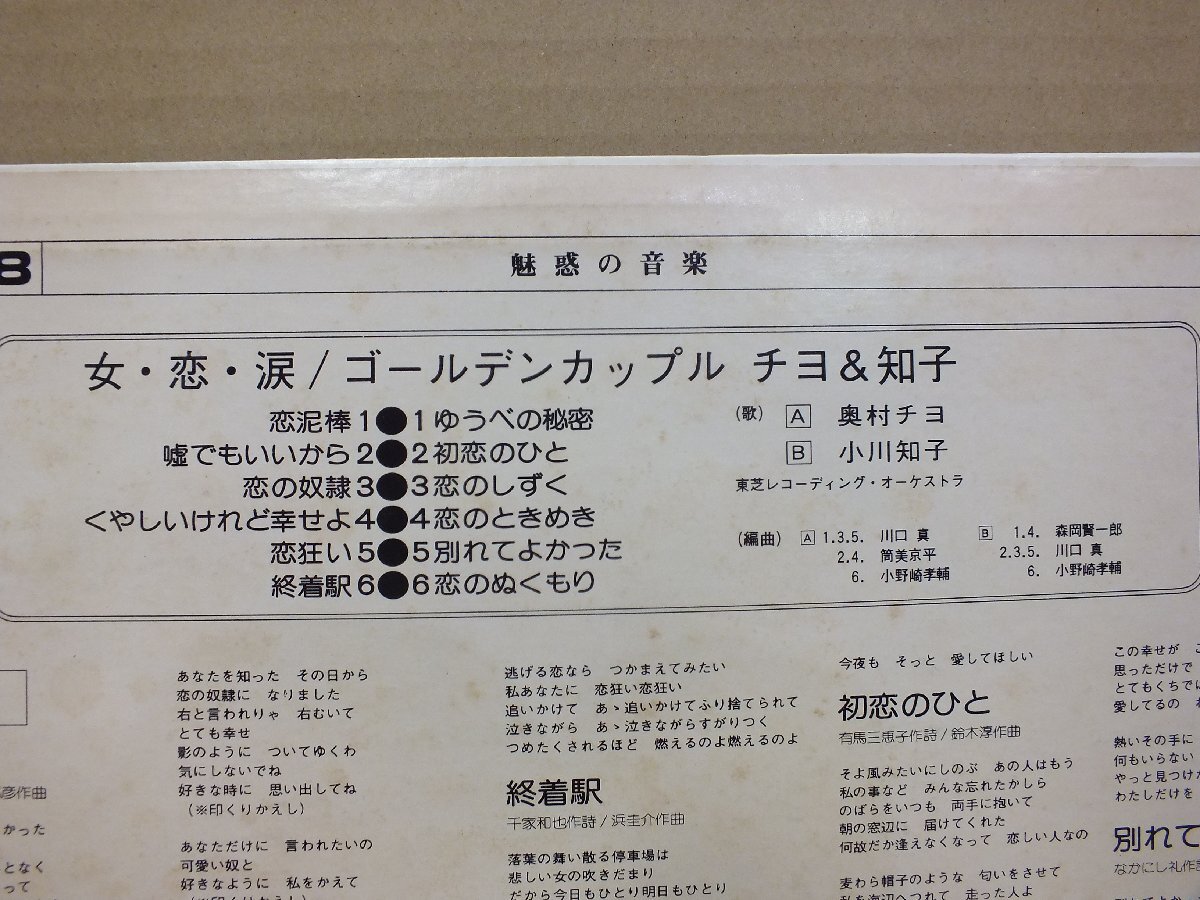 B
魅惑の音楽
女・恋・涙/ゴールデンカップル チヨ&知子
恋泥棒1●1ゆうべの秘密
嘘でもいいから2●2初恋のひと
恋の奴隷3●3恋のしずく
くやしいけれど幸せよ4●4恋のときめき
恋狂い5●5別れてよかった
終着駅6●6恋のぬくもり
(歌) A 奥村チヨ
B 小川知子
東芝レコーディング・オーケストラ
(編曲) A 1.3.5. 川口 真
2.4. 筒美京平
6. 小野崎孝輔
B 1.4. 森岡賢一郎
2.3.5. 川口 真
6. 小野崎孝輔
彦作曲
かった
となく
って
あなたを知った その日から
恋の奴隷に なりました
右と言われりゃ 右むいて
とても幸せ
影のように ついてゆくわ
気にしないでね
好きな時に 思い出してね
(※印くりかえし)
あなただけに 言われたいの
可愛い奴と
好きなように 私をかえて
(※印くりかえし)
逃げる恋なら つかまえてみたい
私あなたに 恋狂い恋狂い
追いかけて あゝ追いかけてふり捨てられて
泣きながら あゝ泣きながらすがりつく
つめたくされるほど 燃えるのよ燃えるのよ
終着駅
千家和也作詩/浜圭介作曲
落葉の舞い散る停車場は
悲しい女の吹きだまり
だから今日もひとり明日もひとり
今夜も そっと 愛してほしい
初恋のひと
有馬三恵子作詩/鈴木淳作曲
そよ風みたいにしのぶ あの人はもう
私の事など みんな忘れたかしら
のばらをいつも 両手に抱いて
朝の窓辺に 届けてくれた
何故だか逢えなくなって 恋しい人なの
麦わら帽子のような 匂いをさせて
私を海辺へつれて 走った人よ
この幸せが
思っただけで
とてもくちでは
愛してるの
熱いその手に
何もいらない
やっと見つけた
わたしだけを
別れて
なかにし礼作詩